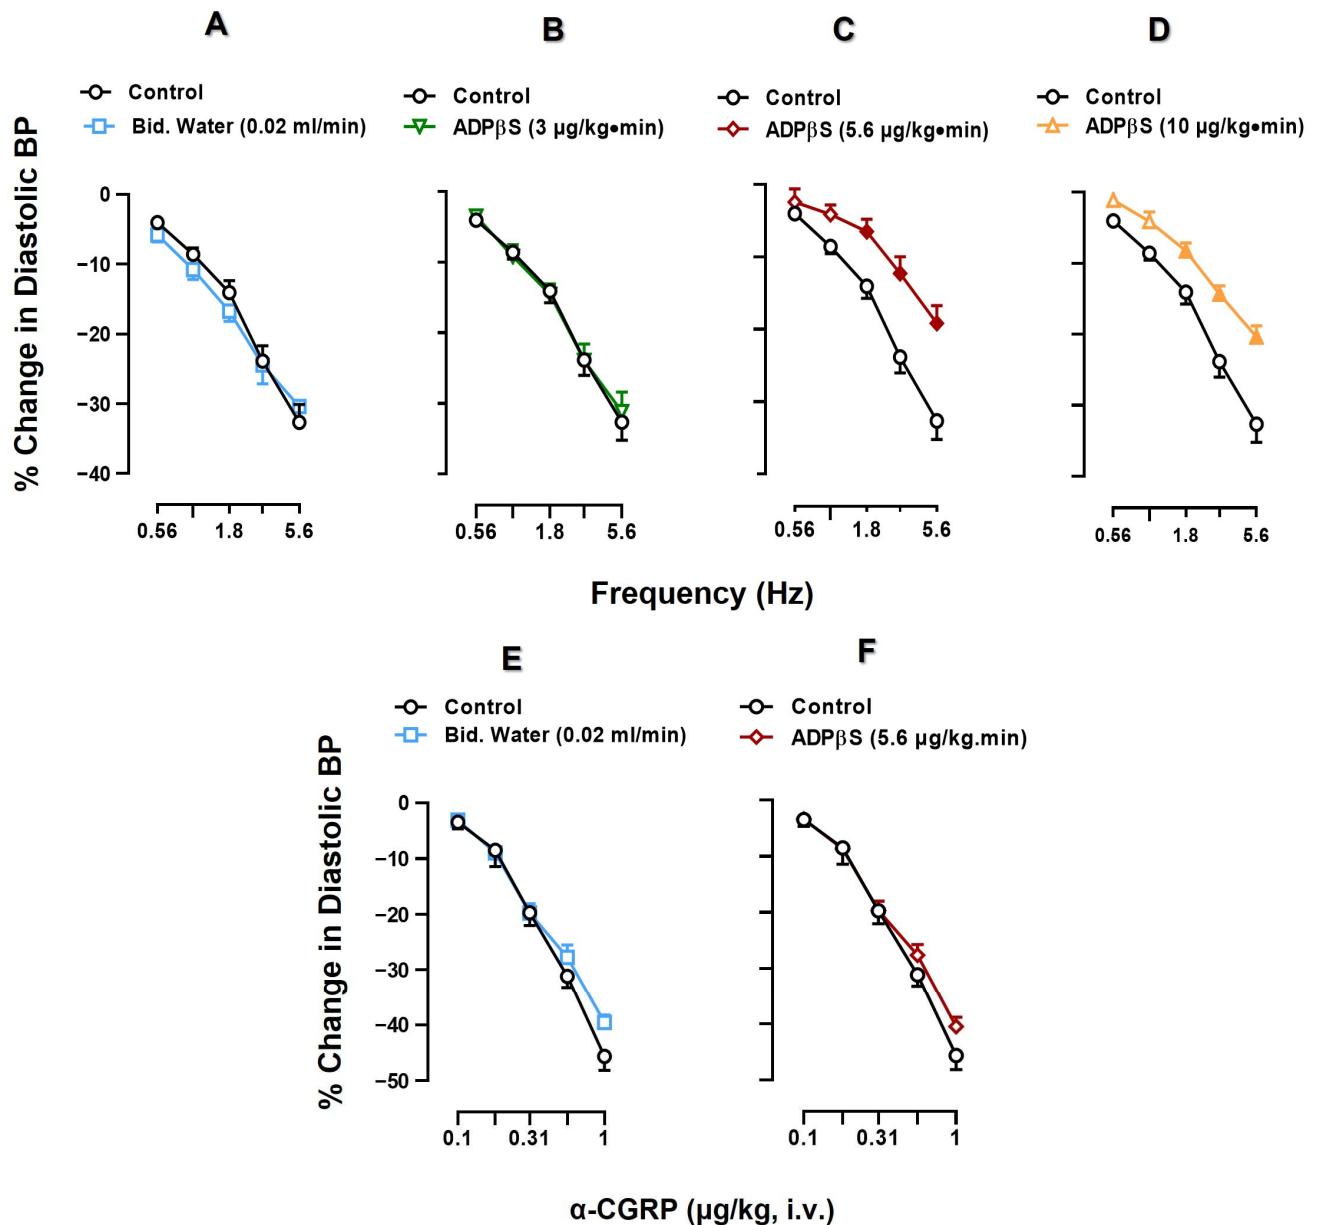 A
B
C
D
Control
Bid. Water (0.02 ml/min)
Control
ADPβS (3 µg/kg•min)
Control
ADPβS (5.6 µg/kg•min)
Control
ADPβS (10 µg/kg•min)
% Change in Diastolic BP
0
−10
−20
−30
−40
0.56 1.8 5.6
0.56 1.8 5.6
0.56 1.8 5.6
0.56 1.8 5.6
Frequency (Hz)
E
F
Control
Bid. Water (0.02 ml/min)
Control
ADPβS (5.6 µg/kg.min)
% Change in Diastolic BP
0
−10
−20
−30
−40
−50
0.1 0.31 1
0.1 0.31 1
α-CGRP (µg/kg, i.v.)